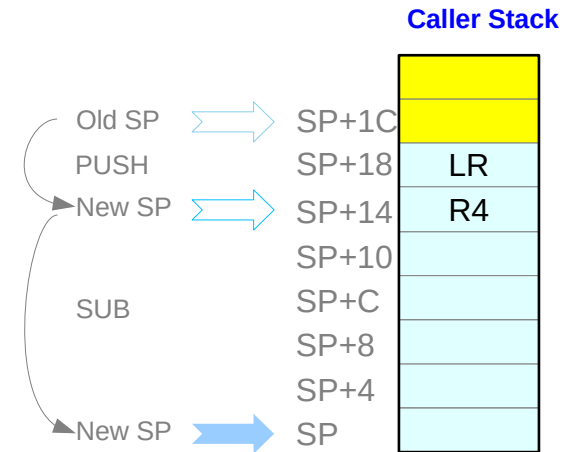 Caller Stack
Old SP SP+1C
PUSH SP+18 LR
New SP SP+14 R4
SP+10
SUB SP+C
SP+8
SP+4
New SP SP